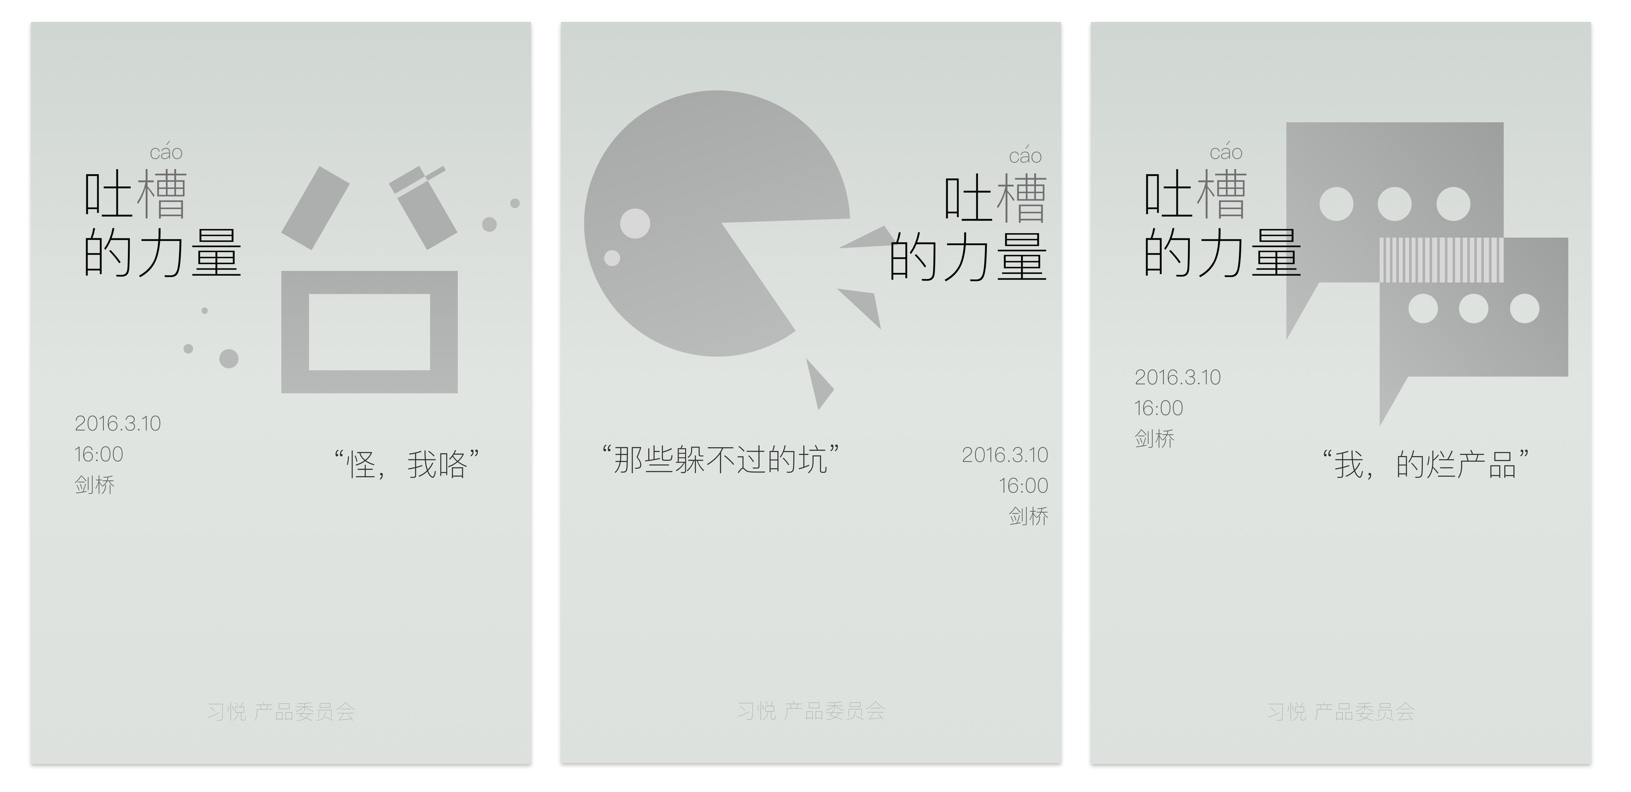 cáo
吐槽
的力量
2016.3.10
16:00
剑桥
“怪，我咯”
习悦 产品委员会
cáo
吐槽
的力量
“那些躲不过的坑”
2016.3.10
16:00
剑桥
习悦 产品委员会
cáo
吐槽
的力量
2016.3.10
16:00
剑桥
“我，的烂产品”
习悦 产品委员会